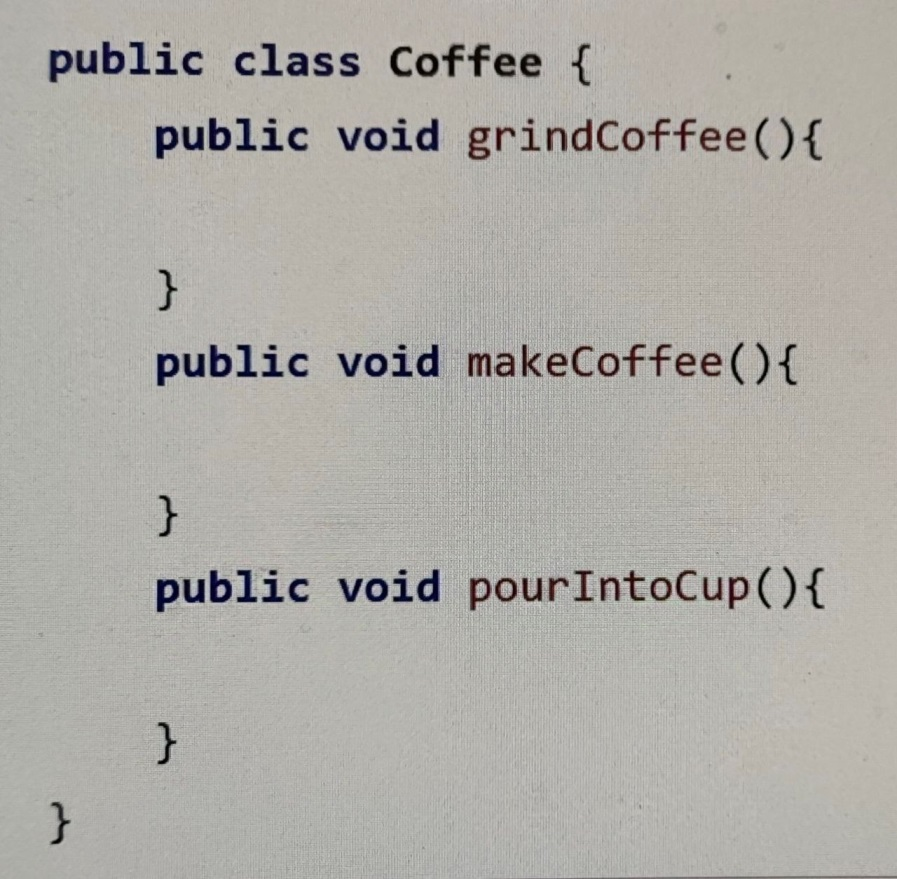 public class Coffee {
public void grindCoffee(){
}
public void makeCoffee(){
}
public void pourIntoCup(){
}
}